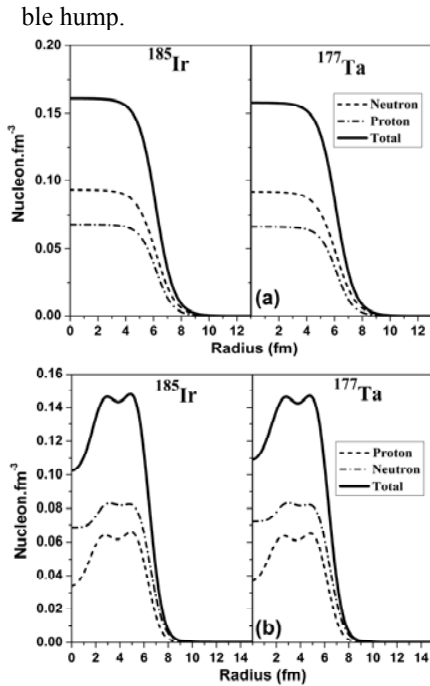 ble hump.
¹⁸⁵Ir ¹⁷⁷Ta
0.20
0.15
0.10
0.05
0.00
Nucleon.fm⁻³
Neutron
Proton
Total
(a)
0 2 4 6 8 10 12 0 2 4 6 8 10 12
Radius (fm) Radius (fm)
¹⁸⁵Ir ¹⁷⁷Ta
0.16
0.14
0.12
0.10
0.08
0.06
0.04
0.02
0.00
Nucleon.fm⁻³
Proton
Neutron
Total
(b)
0 2 4 6 8 10 12 14 0 2 4 6 8 10 12 14
Radius (fm) Radius (fm)